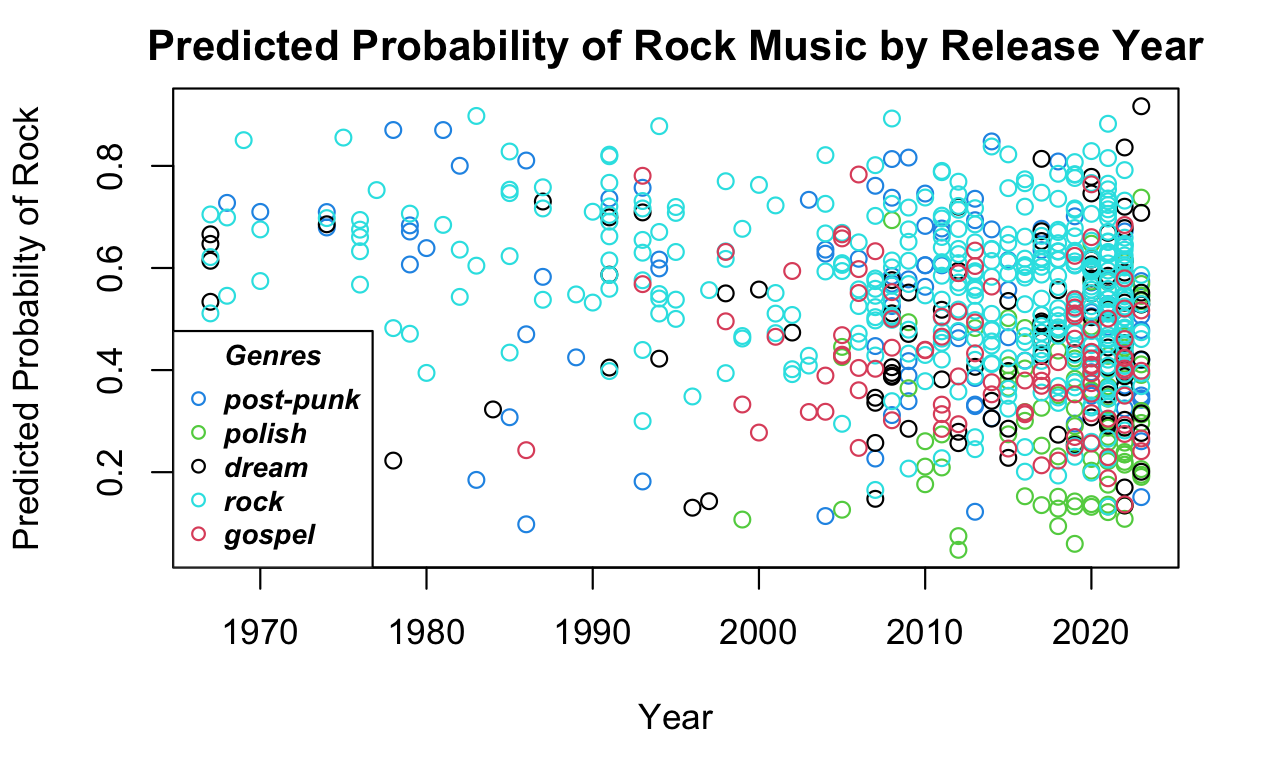 Predicted Probability of Rock Music by Release Year
Predicted Probabilty of Rock
0.8
0.6
0.4
0.2
Genres
post-punk
polish
dream
rock
gospel
1970 1980 1990 2000 2010 2020
Year